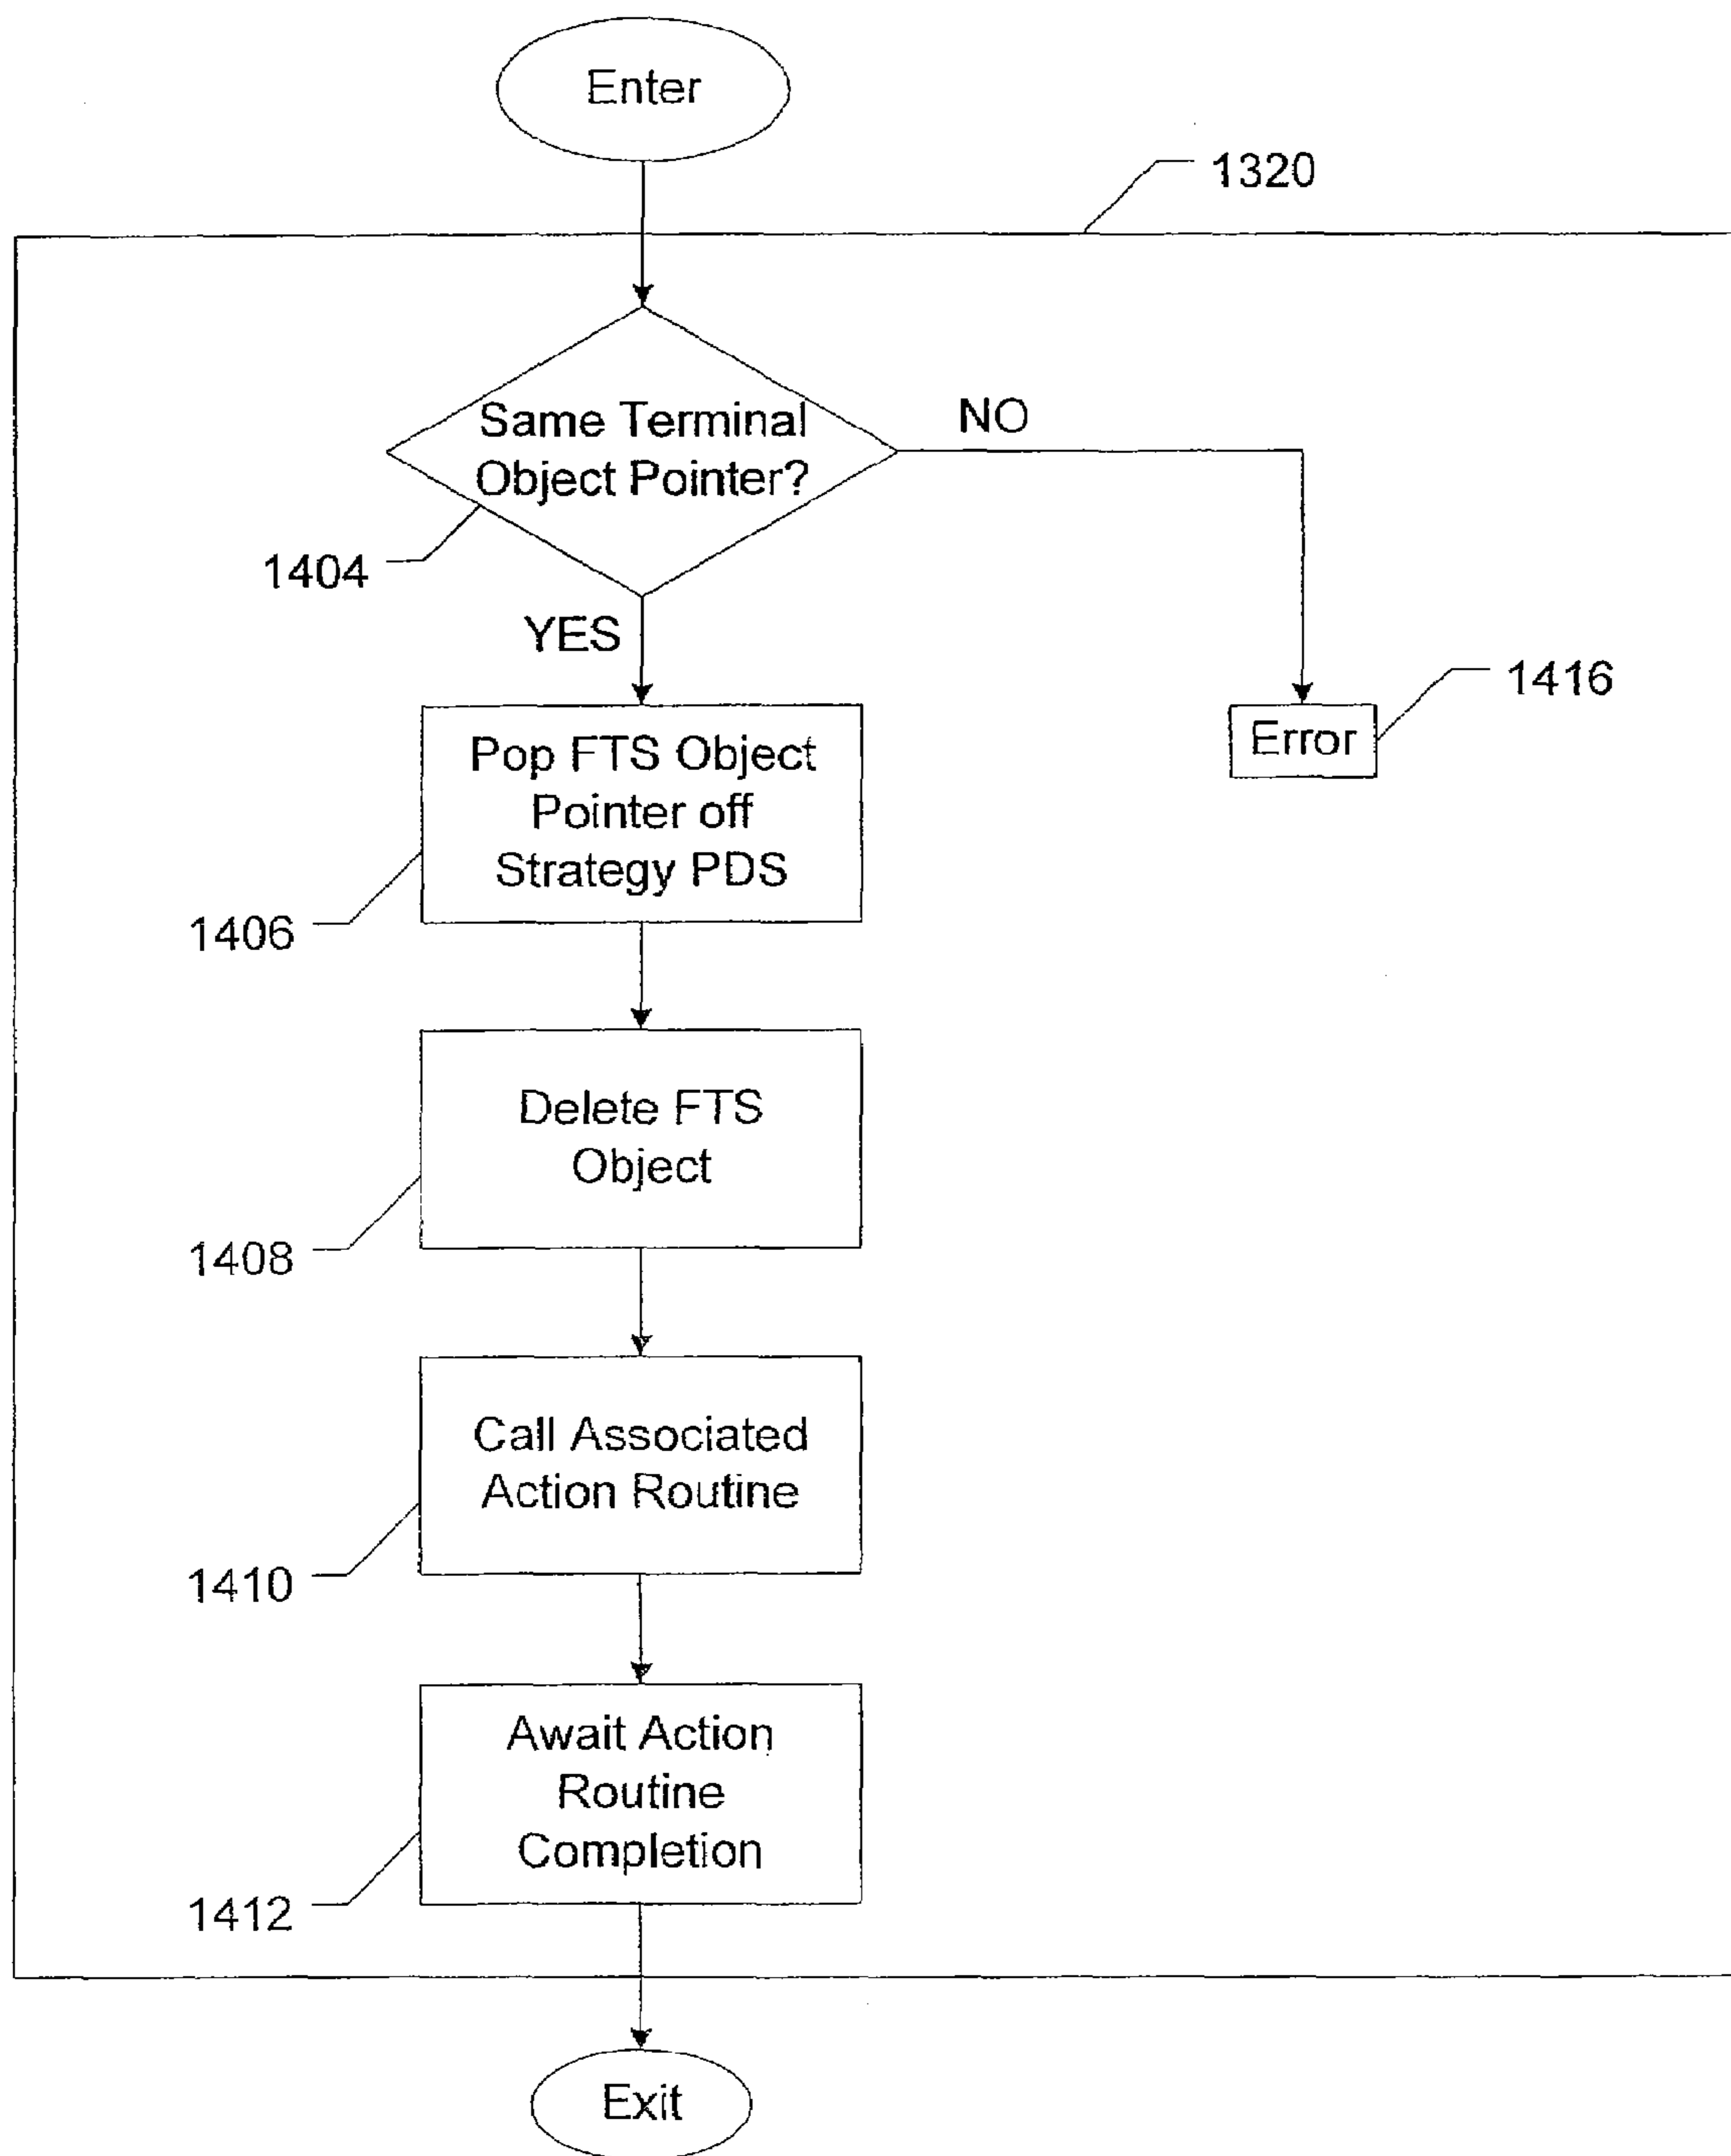 Enter
1320
Same Terminal
Object Pointer?
NO
1404
YES
1416
Error
Pop FTS Object
Pointer off
Strategy PDS
1406
Delete FTS
Object
1408
Call Associated
Action Routine
1410
Await Action
Routine
Completion
1412
Exit